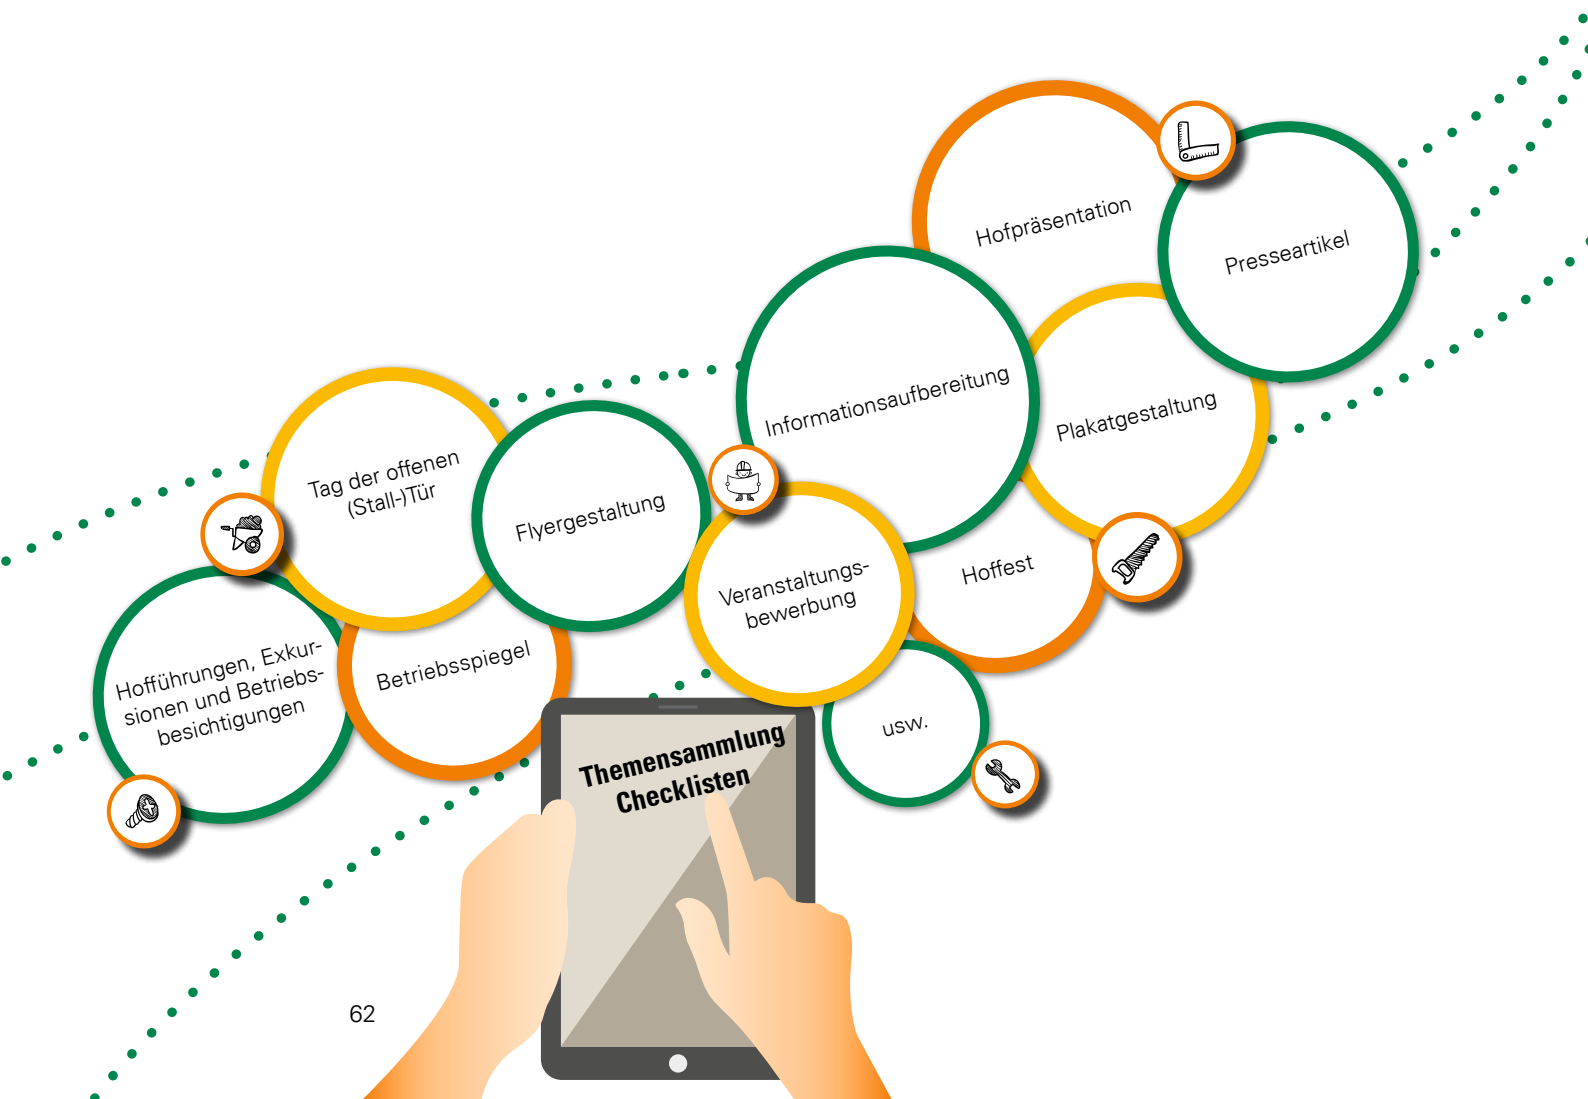 Hofpräsentation
Presseartikel
Informationsaufbereitung
Plakatgestaltung
Tag der offenen
(Stall-)Tür
Flyergestaltung
Veranstaltungs-
bewerbung
Hoffest
Hofführungen, Exkur-
sionen und Betriebs-
besichtigungen
Betriebsspiegel
usw.
Themensammlung
Checklisten
62